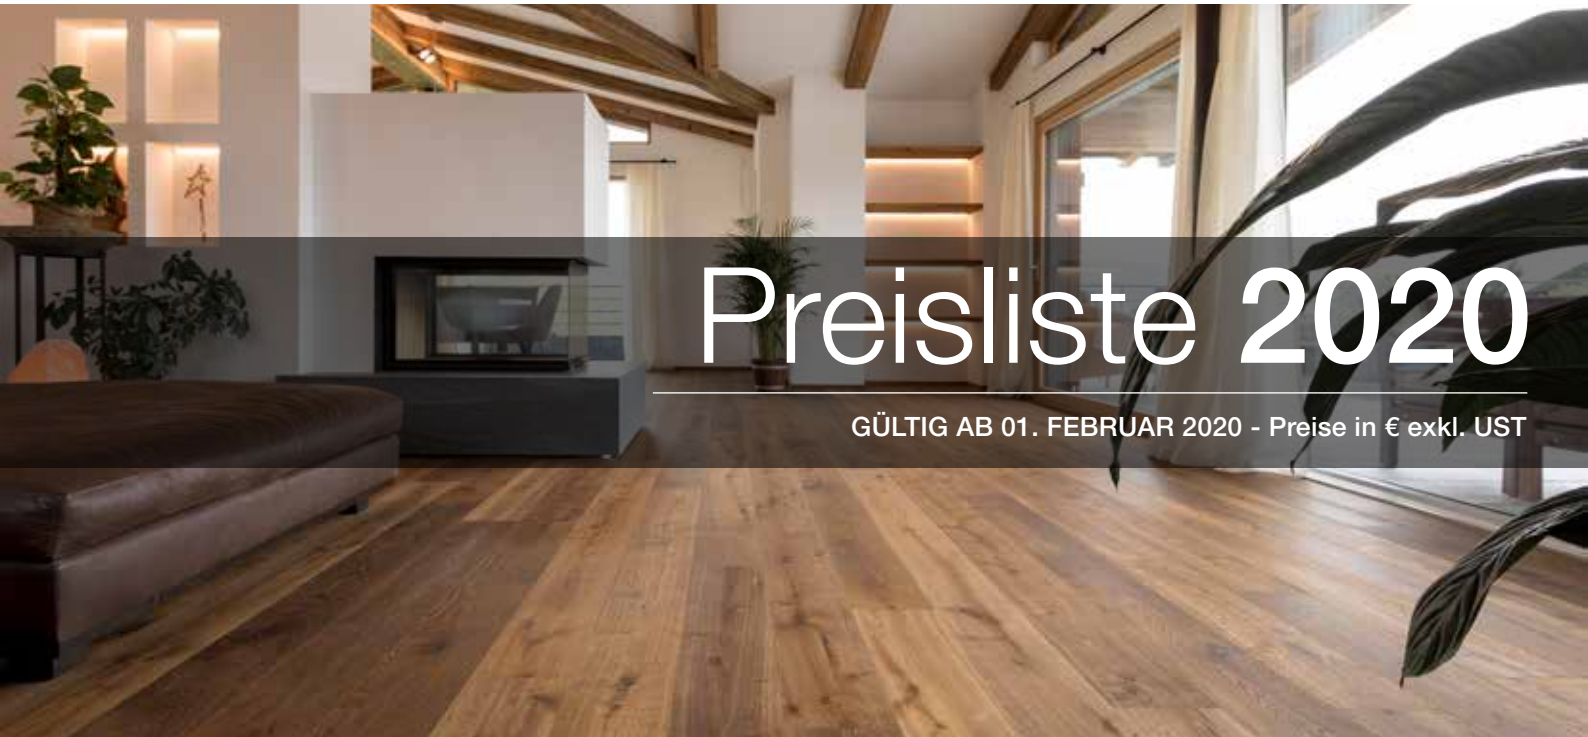 Preisliste 2020
GÜLTIG AB 01. FEBRUAR 2020 - Preise in € exkl. UST